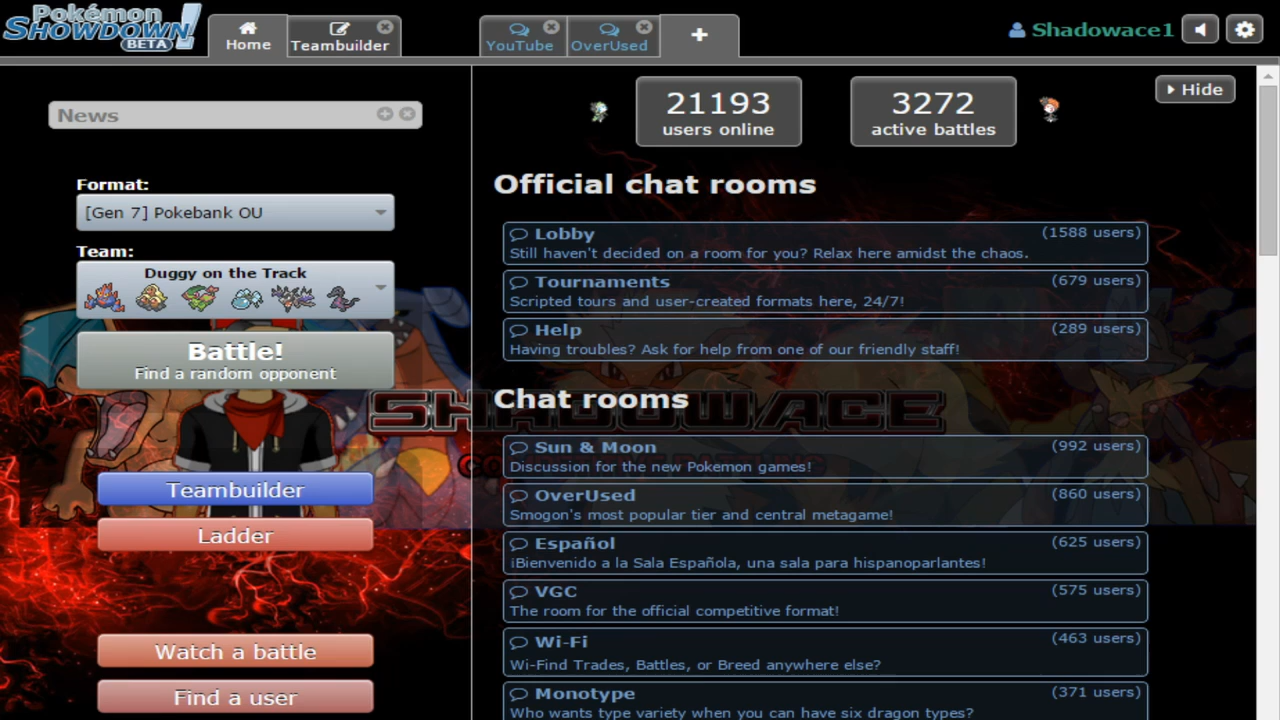 Pokémon
SHOWDOWN!
BETA
Home
Teambuilder
YouTube
OverUsed
+
Shadowace1
News
Format:
[Gen 7] Pokebank OU
Team:
Duggy on the Track
Battle!
Find a random opponent
Teambuilder
Ladder
Watch a battle
Find a user
21193
users online
3272
active battles
Hide
Official chat rooms
Lobby (1588 users)
Still haven't decided on a room for you? Relax here amidst the chaos.
Tournaments (679 users)
Scripted tours and user-created formats here, 24/7!
Help (289 users)
Having troubles? Ask for help from one of our friendly staff!
Chat rooms
SHADOWACE
Sun & Moon (992 users)
Discussion for the new Pokemon games!
OverUsed (860 users)
Smogon's most popular tier and central metagame!
Español (625 users)
¡Bienvenido a la Sala Española, una sala para hispanoparlantes!
VGC (575 users)
The room for the official competitive format!
Wi-Fi (463 users)
Wi-Find Trades, Battles, or Breed anywhere else?
Monotype (371 users)
Who wants type variety when you can have six dragon types?